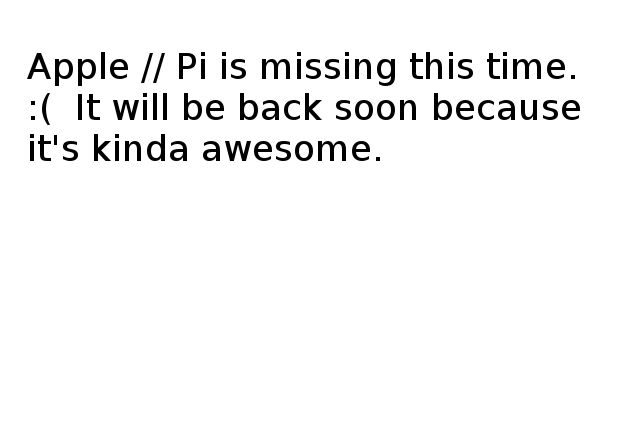 Apple // Pi is missing this time.
:(  It will be back soon because
it's kinda awesome.